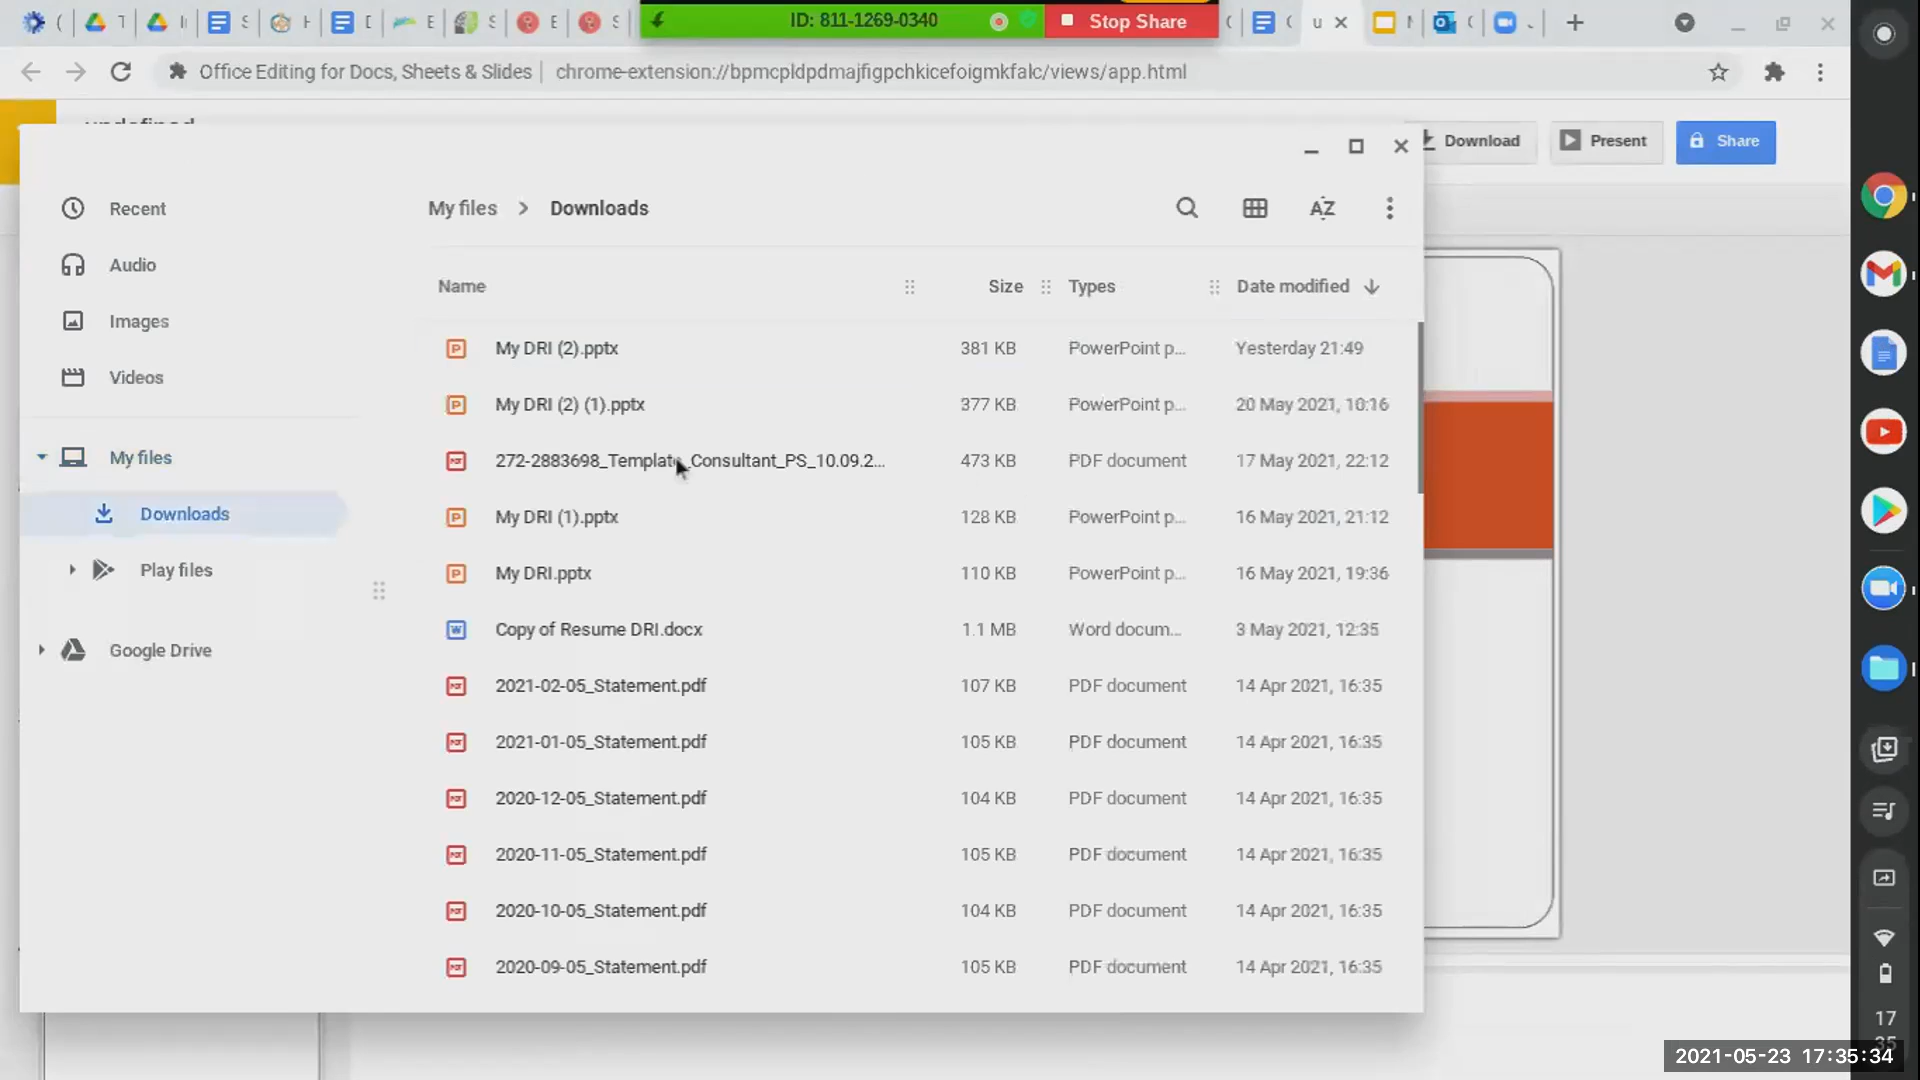 ID: 811-1269-0340
Stop Share
Office Editing for Docs, Sheets & Slides | chrome-extension://bpmcpldpdmajfigpchkicefoigmkfalc/views/app.html
undefined
Download
Present
Share
Recent
Audio
Images
Videos
My files
Downloads
Play files
Google Drive
My files > Downloads
AZ
Name Size Types Date modified
My DRI (2).pptx 381 KB PowerPoint p... Yesterday 21:49
My DRI (2) (1).pptx 377 KB PowerPoint p... 20 May 2021, 10:16
272-2883698_Template_Consultant_PS_10.09.2... 473 KB PDF document 17 May 2021, 22:12
My DRI (1).pptx 128 KB PowerPoint p... 16 May 2021, 21:12
My DRI.pptx 110 KB PowerPoint p... 16 May 2021, 19:36
Copy of Resume DRI.docx 1.1 MB Word docum... 3 May 2021, 12:35
2021-02-05_Statement.pdf 107 KB PDF document 14 Apr 2021, 16:35
2021-01-05_Statement.pdf 105 KB PDF document 14 Apr 2021, 16:35
2020-12-05_Statement.pdf 104 KB PDF document 14 Apr 2021, 16:35
2020-11-05_Statement.pdf 105 KB PDF document 14 Apr 2021, 16:35
2020-10-05_Statement.pdf 104 KB PDF document 14 Apr 2021, 16:35
2020-09-05_Statement.pdf 105 KB PDF document 14 Apr 2021, 16:35
17
35
2021-05-23 17:35:34